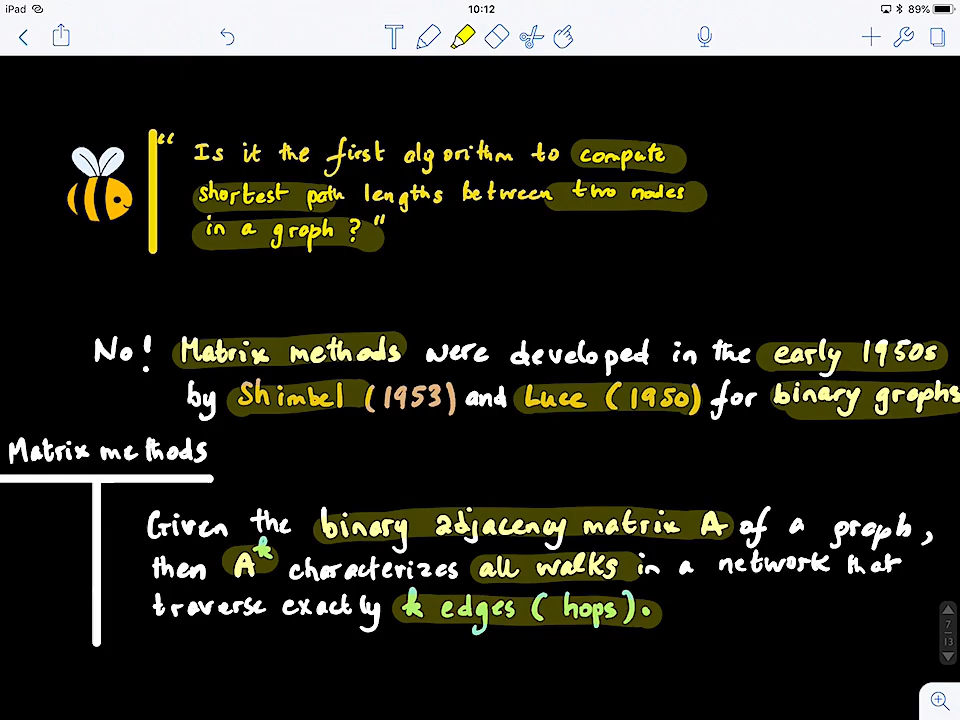 iPad
10:12
89%
T
" Is it the first algorithm to compute
shortest path lengths between two nodes
in a graph ? "
No! Matrix methods were developed in the early 1950s
by Shimbel (1953) and Luce (1950) for binary graphs
Matrix methods
Given the binary adjacency matrix A of a graph,
then A^k characterizes all walks in a network that
traverse exactly k edges (hops).
7
13